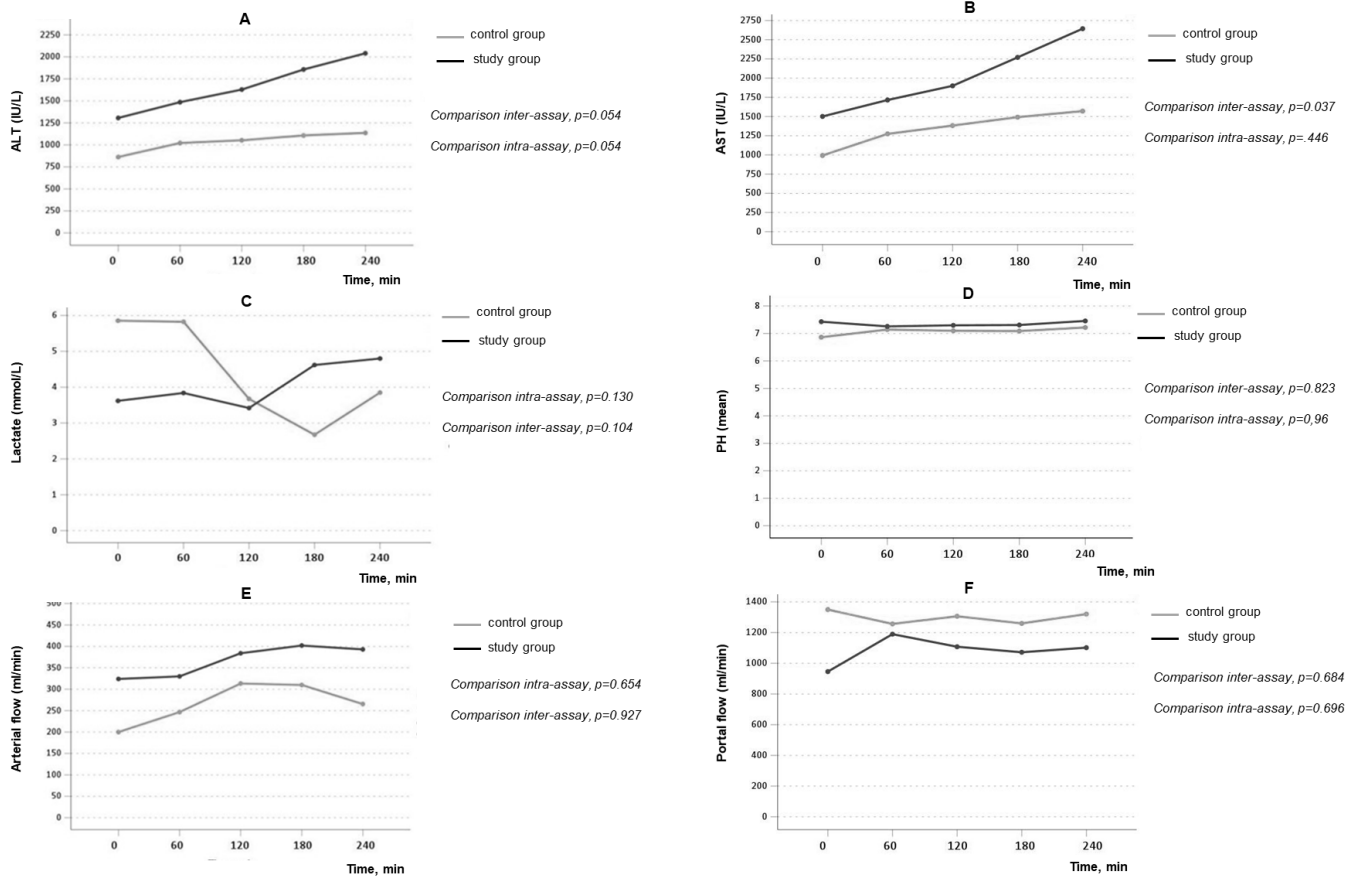 A
ALT (IU/L)
2250
2000
1750
1500
1250
1000
750
500
250
0
0 60 120 180 240
Time, min
control group
study group
Comparison inter-assay, p=0.054
Comparison intra-assay, p=0.054
B
AST (IU/L)
2750
2500
2250
2000
1750
1500
1250
1000
750
500
250
0
0 60 120 180 240
Time, min
control group
study group
Comparison inter-assay, p=0.037
Comparison intra-assay, p=.446
C
Lactate (mmol/L)
6
5
4
3
2
1
0
0 60 120 180 240
Time, min
control group
study group
Comparison intra-assay, p=0.130
Comparison inter-assay, p=0.104
D
PH (mean)
8
7
6
5
4
3
2
1
0
0 60 120 180 240
Time, min
control group
study group
Comparison inter-assay, p=0.823
Comparison intra-assay, p=0,96
E
Arterial flow (ml/min)
500
450
400
350
300
250
200
150
100
50
0
0 60 120 180 240
Time, min
control group
study group
Comparison intra-assay, p=0.654
Comparison inter-assay, p=0.927
F
Portal flow (ml/min)
1400
1200
1000
800
600
400
200
0
0 60 120 180 240
Time, min
control group
study group
Comparison inter-assay, p=0.684
Comparison intra-assay, p=0.696